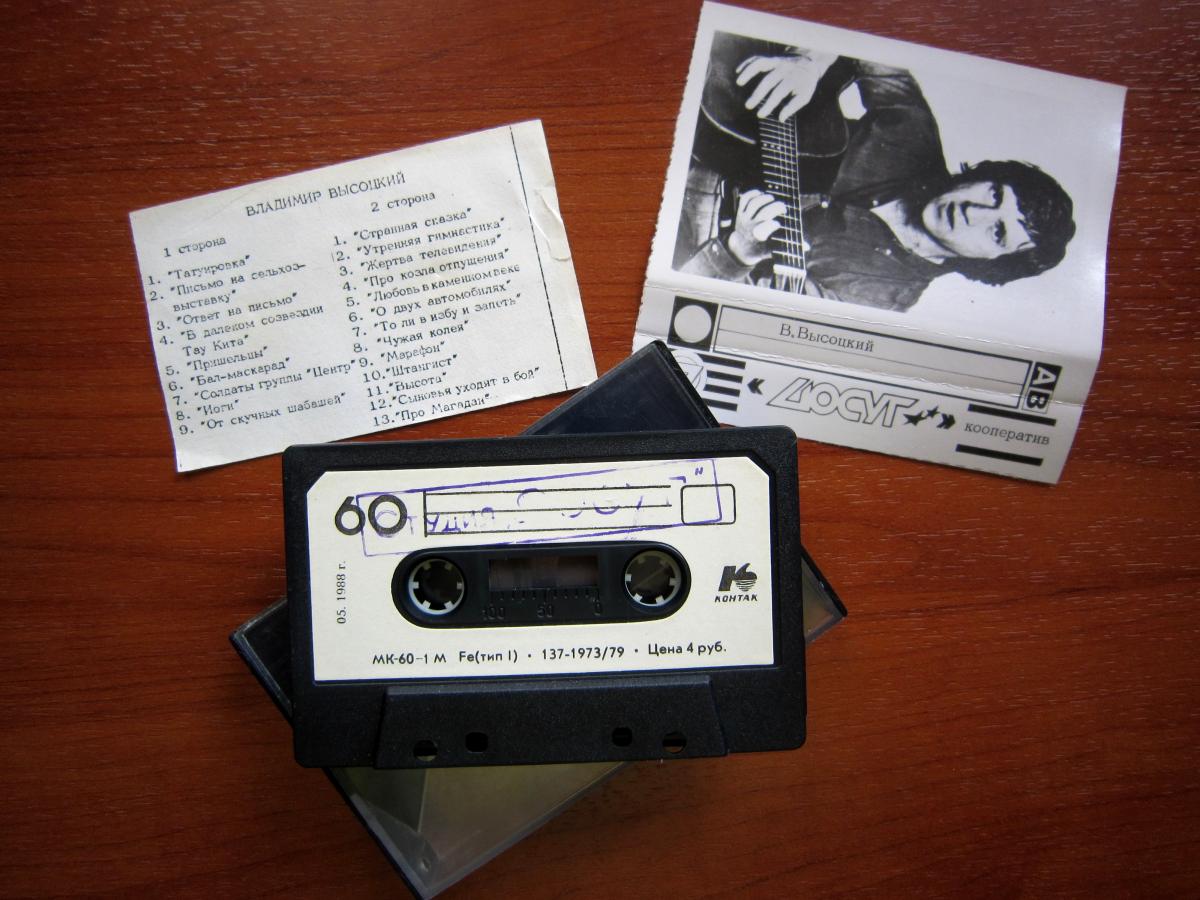 ВЛАДИМИР ВЫСОЦКИЙ
1 сторона
1. "Татуировка"
2. "Письмо на сельхоз-
выставку"
3. "Ответ на письмо"
4. "В далеком созвездии
Тау Кита"
5. "Пришельцы"
6. "Бал-маскарад"
7. "Солдаты группы "Центр"
8. "Йоги"
9. "От скучных шабашей"
2 сторона
1. "Странная сказка"
2. "Утренняя гимнастика"
3. "Жертва телевидения"
4. "Про козла отпущения"
5. "Любовь в каменном веке
6. "О двух автомобилях"
7. "То ли в избу и запеть"
8. "Чужая колея"
9. "Марафон"
10. "Штангист"
11. "Высота"
12. "Сыновья уходят в бой"
13. "Про Магадан"
В. Высоцкий
АВ
« ДОСУГ »
кооператив
60
Студия
05. 1988 г.
100 50 0
КОНТАК
МК-60-1 М Fe(тип I) • 137-1973/79 • Цена 4 руб.